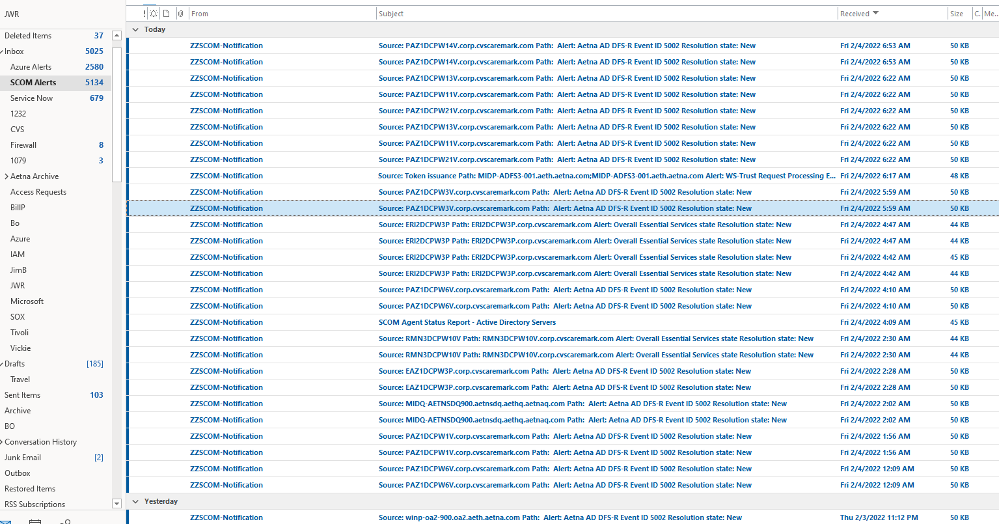 JWR
Deleted Items 37
Inbox 5025
Azure Alerts 2580
SCOM Alerts 5134
Service Now 679
1232
CVS
Firewall 8
1079 3
Aetna Archive
Access Requests
BillP
Bo
Azure
IAM
JimB
JWR
Microsoft
SOX
Tivoli
Vickie
Drafts [185]
Travel
Sent Items 103
Archive
BO
Conversation History
Junk Email [2]
Outbox
Restored Items
RSS Subscriptions
! From Subject Received Size C. Me...
Today
ZZSCOM-Notification Source: PAZ1DCPW14V.corp.cvscaremark.com Path:  Alert: Aetna AD DFS-R Event ID 5002 Resolution state: New Fri 2/4/2022 6:53 AM 50 KB
ZZSCOM-Notification Source: PAZ1DCPW14V.corp.cvscaremark.com Path:  Alert: Aetna AD DFS-R Event ID 5002 Resolution state: New Fri 2/4/2022 6:53 AM 50 KB
ZZSCOM-Notification Source: PAZ1DCPW13V.corp.cvscaremark.com Path:  Alert: Aetna AD DFS-R Event ID 5002 Resolution state: New Fri 2/4/2022 6:22 AM 50 KB
ZZSCOM-Notification Source: PAZ1DCPW11V.corp.cvscaremark.com Path:  Alert: Aetna AD DFS-R Event ID 5002 Resolution state: New Fri 2/4/2022 6:22 AM 50 KB
ZZSCOM-Notification Source: PAZ1DCPW21V.corp.cvscaremark.com Path:  Alert: Aetna AD DFS-R Event ID 5002 Resolution state: New Fri 2/4/2022 6:22 AM 50 KB
ZZSCOM-Notification Source: PAZ1DCPW13V.corp.cvscaremark.com Path:  Alert: Aetna AD DFS-R Event ID 5002 Resolution state: New Fri 2/4/2022 6:22 AM 50 KB
ZZSCOM-Notification Source: PAZ1DCPW11V.corp.cvscaremark.com Path:  Alert: Aetna AD DFS-R Event ID 5002 Resolution state: New Fri 2/4/2022 6:22 AM 50 KB
ZZSCOM-Notification Source: PAZ1DCPW21V.corp.cvscaremark.com Path:  Alert: Aetna AD DFS-R Event ID 5002 Resolution state: New Fri 2/4/2022 6:22 AM 50 KB
ZZSCOM-Notification Source: Token issuance Path: MIDP-ADFS3-001.aeth.aetna.com;MIDP-ADFS3-001.aeth.aetna.com Alert: WS-Trust Request Processing E... Fri 2/4/2022 6:17 AM 48 KB
ZZSCOM-Notification Source: PAZ1DCPW3V.corp.cvscaremark.com Path:  Alert: Aetna AD DFS-R Event ID 5002 Resolution state: New Fri 2/4/2022 5:59 AM 50 KB
ZZSCOM-Notification Source: PAZ1DCPW3V.corp.cvscaremark.com Path:  Alert: Aetna AD DFS-R Event ID 5002 Resolution state: New Fri 2/4/2022 5:59 AM 50 KB
ZZSCOM-Notification Source: ERI2DCPW3P Path: ERI2DCPW3P.corp.cvscaremark.com Alert: Overall Essential Services state Resolution state: New Fri 2/4/2022 4:47 AM 44 KB
ZZSCOM-Notification Source: ERI2DCPW3P Path: ERI2DCPW3P.corp.cvscaremark.com Alert: Overall Essential Services state Resolution state: New Fri 2/4/2022 4:47 AM 44 KB
ZZSCOM-Notification Source: ERI2DCPW3P Path: ERI2DCPW3P.corp.cvscaremark.com Alert: Overall Essential Services state Resolution state: New Fri 2/4/2022 4:42 AM 45 KB
ZZSCOM-Notification Source: ERI2DCPW3P Path: ERI2DCPW3P.corp.cvscaremark.com Alert: Overall Essential Services state Resolution state: New Fri 2/4/2022 4:42 AM 44 KB
ZZSCOM-Notification Source: PAZ1DCPW6V.corp.cvscaremark.com Path:  Alert: Aetna AD DFS-R Event ID 5002 Resolution state: New Fri 2/4/2022 4:10 AM 50 KB
ZZSCOM-Notification Source: PAZ1DCPW6V.corp.cvscaremark.com Path:  Alert: Aetna AD DFS-R Event ID 5002 Resolution state: New Fri 2/4/2022 4:10 AM 50 KB
ZZSCOM-Notification SCOM Agent Status Report - Active Directory Servers Fri 2/4/2022 4:09 AM 45 KB
ZZSCOM-Notification Source: RMN3DCPW10V Path: RMN3DCPW10V.corp.cvscaremark.com Alert: Overall Essential Services state Resolution state: New Fri 2/4/2022 2:30 AM 44 KB
ZZSCOM-Notification Source: RMN3DCPW10V Path: RMN3DCPW10V.corp.cvscaremark.com Alert: Overall Essential Services state Resolution state: New Fri 2/4/2022 2:30 AM 44 KB
ZZSCOM-Notification Source: EAZ1DCPW3P.corp.cvscaremark.com Path:  Alert: Aetna AD DFS-R Event ID 5002 Resolution state: New Fri 2/4/2022 2:28 AM 50 KB
ZZSCOM-Notification Source: EAZ1DCPW3P.corp.cvscaremark.com Path:  Alert: Aetna AD DFS-R Event ID 5002 Resolution state: New Fri 2/4/2022 2:28 AM 50 KB
ZZSCOM-Notification Source: MIDQ-AETNSDQ900.aetnsdq.aethq.aetnaq.com Path:  Alert: Aetna AD DFS-R Event ID 5002 Resolution state: New Fri 2/4/2022 2:02 AM 50 KB
ZZSCOM-Notification Source: MIDQ-AETNSDQ900.aetnsdq.aethq.aetnaq.com Path:  Alert: Aetna AD DFS-R Event ID 5002 Resolution state: New Fri 2/4/2022 2:02 AM 50 KB
ZZSCOM-Notification Source: PAZ1DCPW1V.corp.cvscaremark.com Path:  Alert: Aetna AD DFS-R Event ID 5002 Resolution state: New Fri 2/4/2022 1:56 AM 50 KB
ZZSCOM-Notification Source: PAZ1DCPW1V.corp.cvscaremark.com Path:  Alert: Aetna AD DFS-R Event ID 5002 Resolution state: New Fri 2/4/2022 1:56 AM 50 KB
ZZSCOM-Notification Source: PAZ1DCPW6V.corp.cvscaremark.com Path:  Alert: Aetna AD DFS-R Event ID 5002 Resolution state: New Fri 2/4/2022 12:09 AM 50 KB
ZZSCOM-Notification Source: PAZ1DCPW6V.corp.cvscaremark.com Path:  Alert: Aetna AD DFS-R Event ID 5002 Resolution state: New Fri 2/4/2022 12:09 AM 50 KB
Yesterday
ZZSCOM-Notification Source: winp-oa2-900.oa2.aeth.aetna.com Path:  Alert: Aetna AD DFS-R Event ID 5002 Resolution state: New Thu 2/3/2022 11:12 PM 50 KB